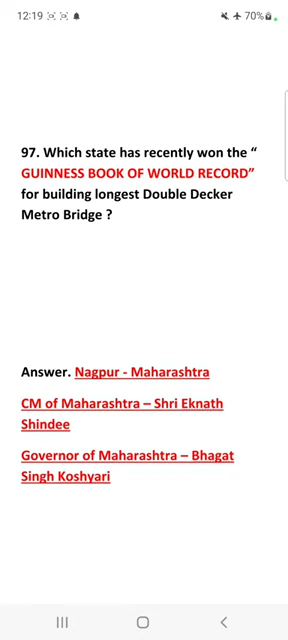 12:19 70%
97. Which state has recently won the “
GUINNESS BOOK OF WORLD RECORD”
for building longest Double Decker
Metro Bridge ?
Answer. Nagpur - Maharashtra
CM of Maharashtra – Shri Eknath
Shindee
Governor of Maharashtra – Bhagat
Singh Koshyari